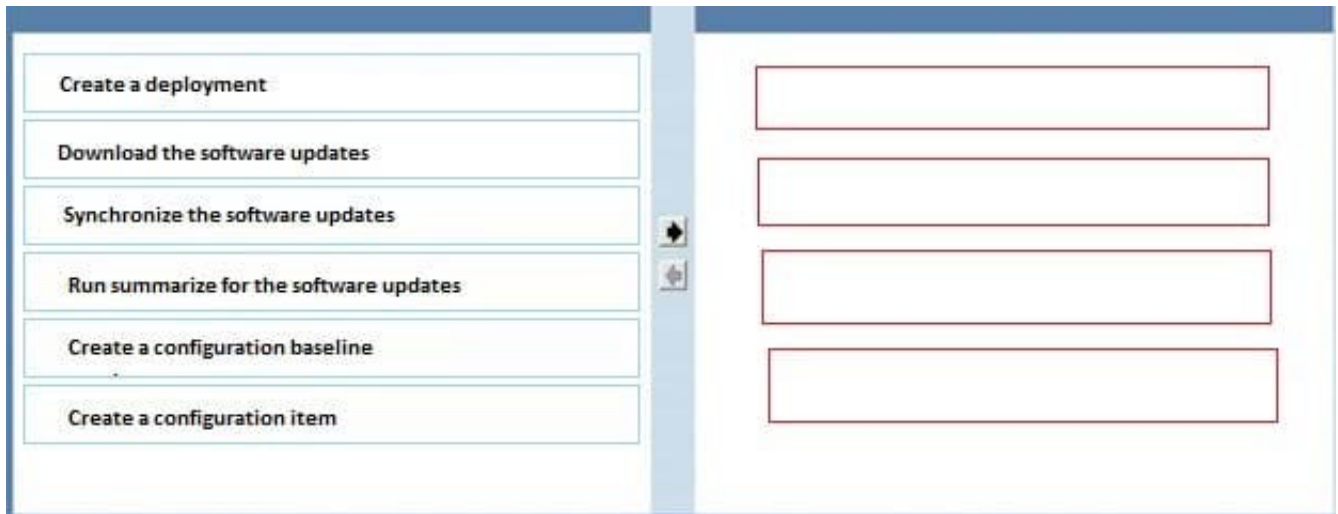 Create a deployment
Download the software updates
Synchronize the software updates
Run summarize for the software updates
Create a configuration baseline
Create a configuration item